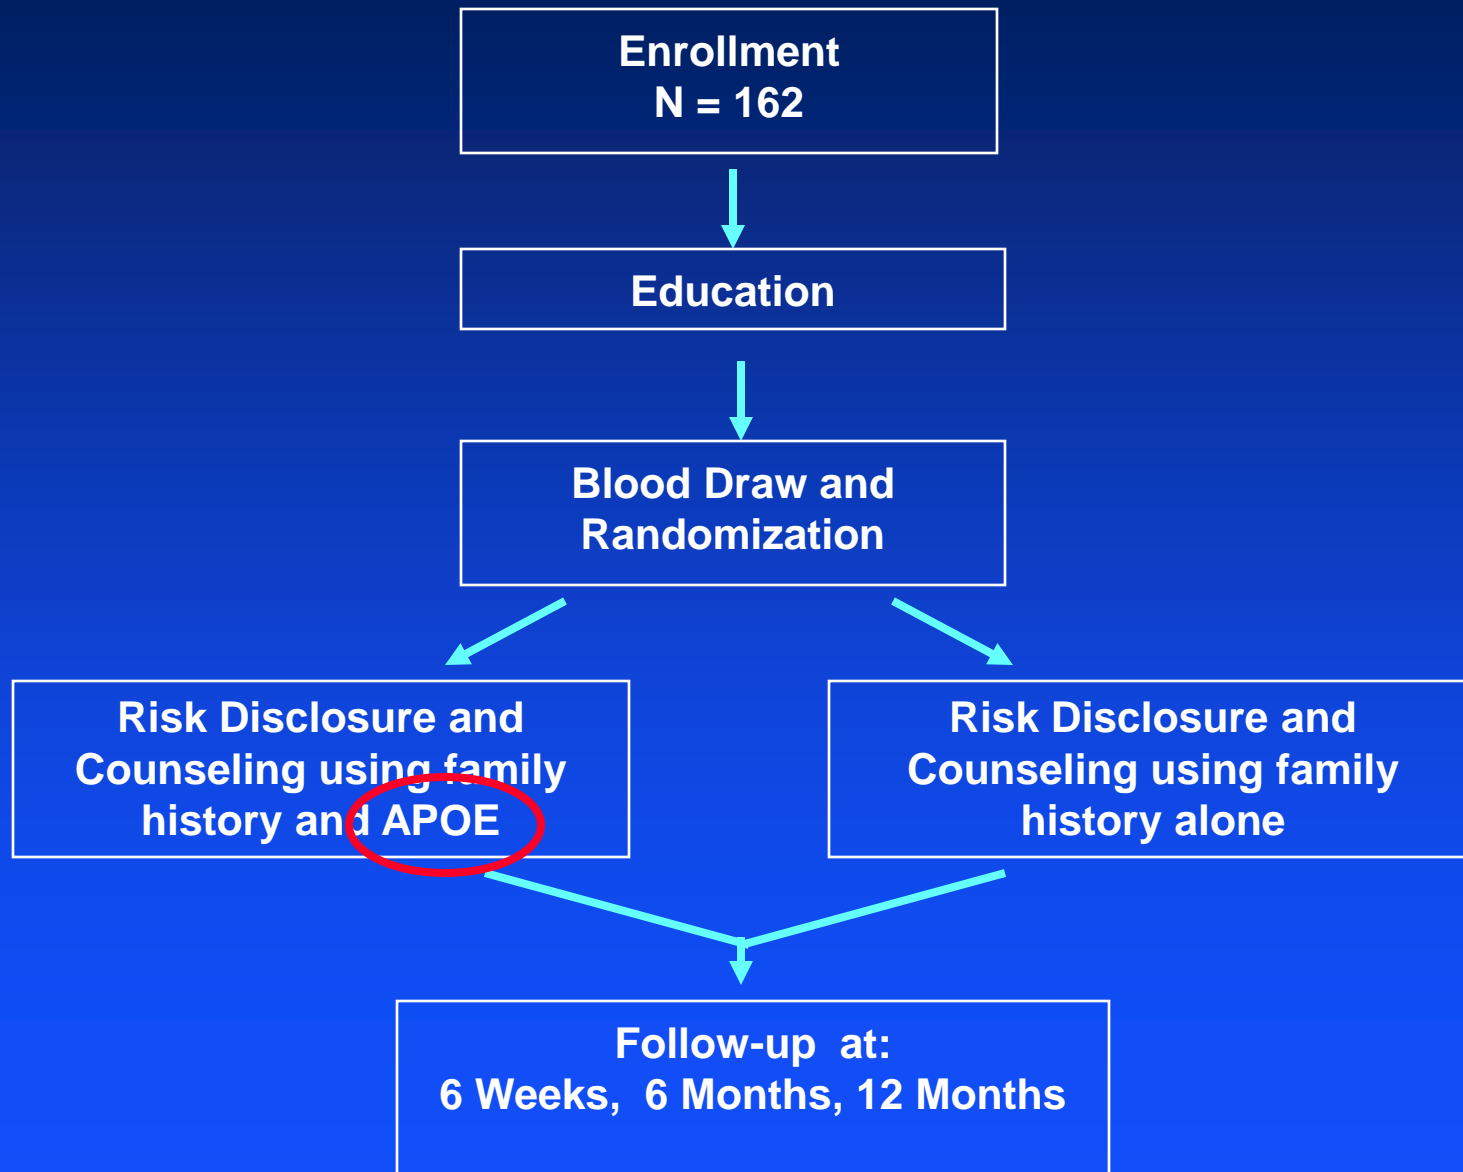 Enrollment
N = 162
Education
Blood Draw and
Randomization
Risk Disclosure and
Counseling using family
history and APOE
Risk Disclosure and
Counseling using family
history alone
Follow-up  at:
6 Weeks,  6 Months, 12 Months